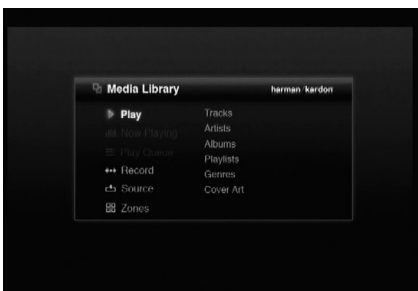 Media Library
harman/kardon
Play
Now Playing
Play Queue
Record
Source
Zones
Tracks
Artists
Albums
Playlists
Genres
Cover Art